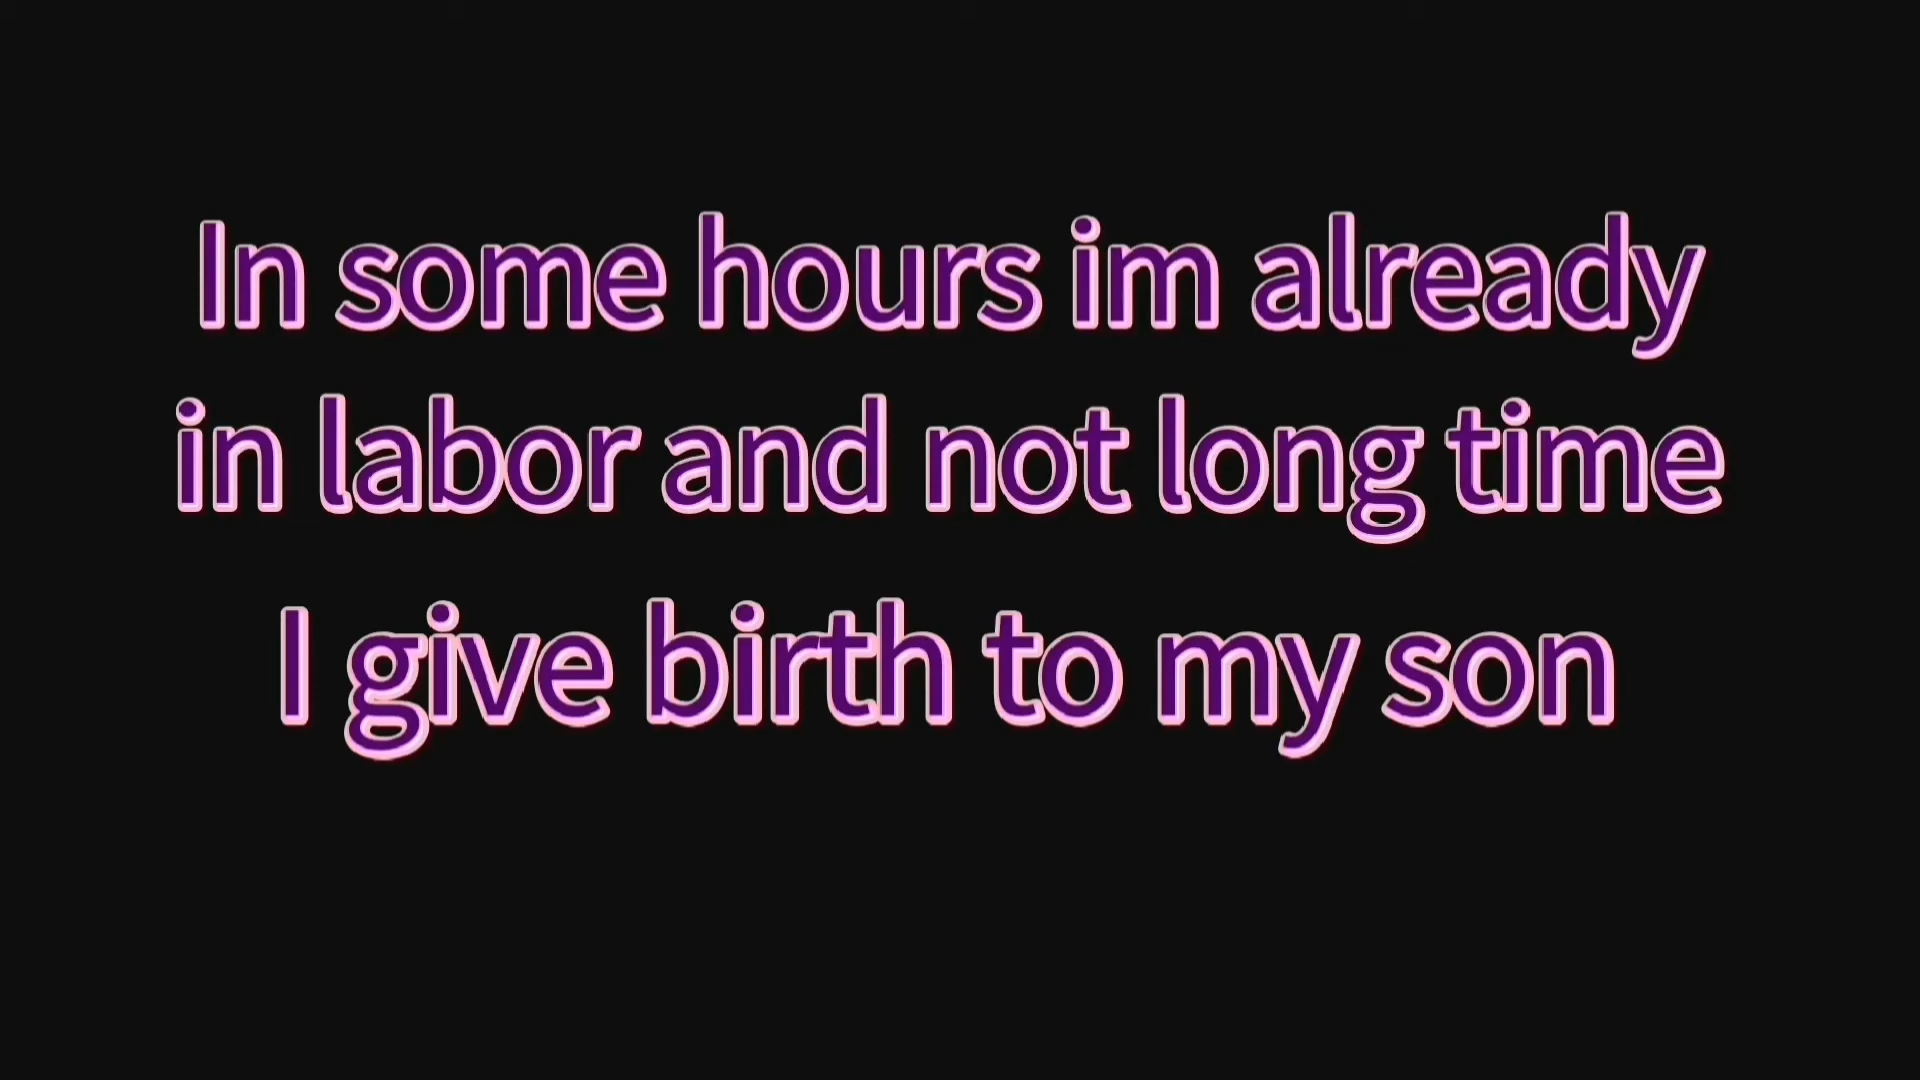 In some hours im already
in labor and not long time
I give birth to my son